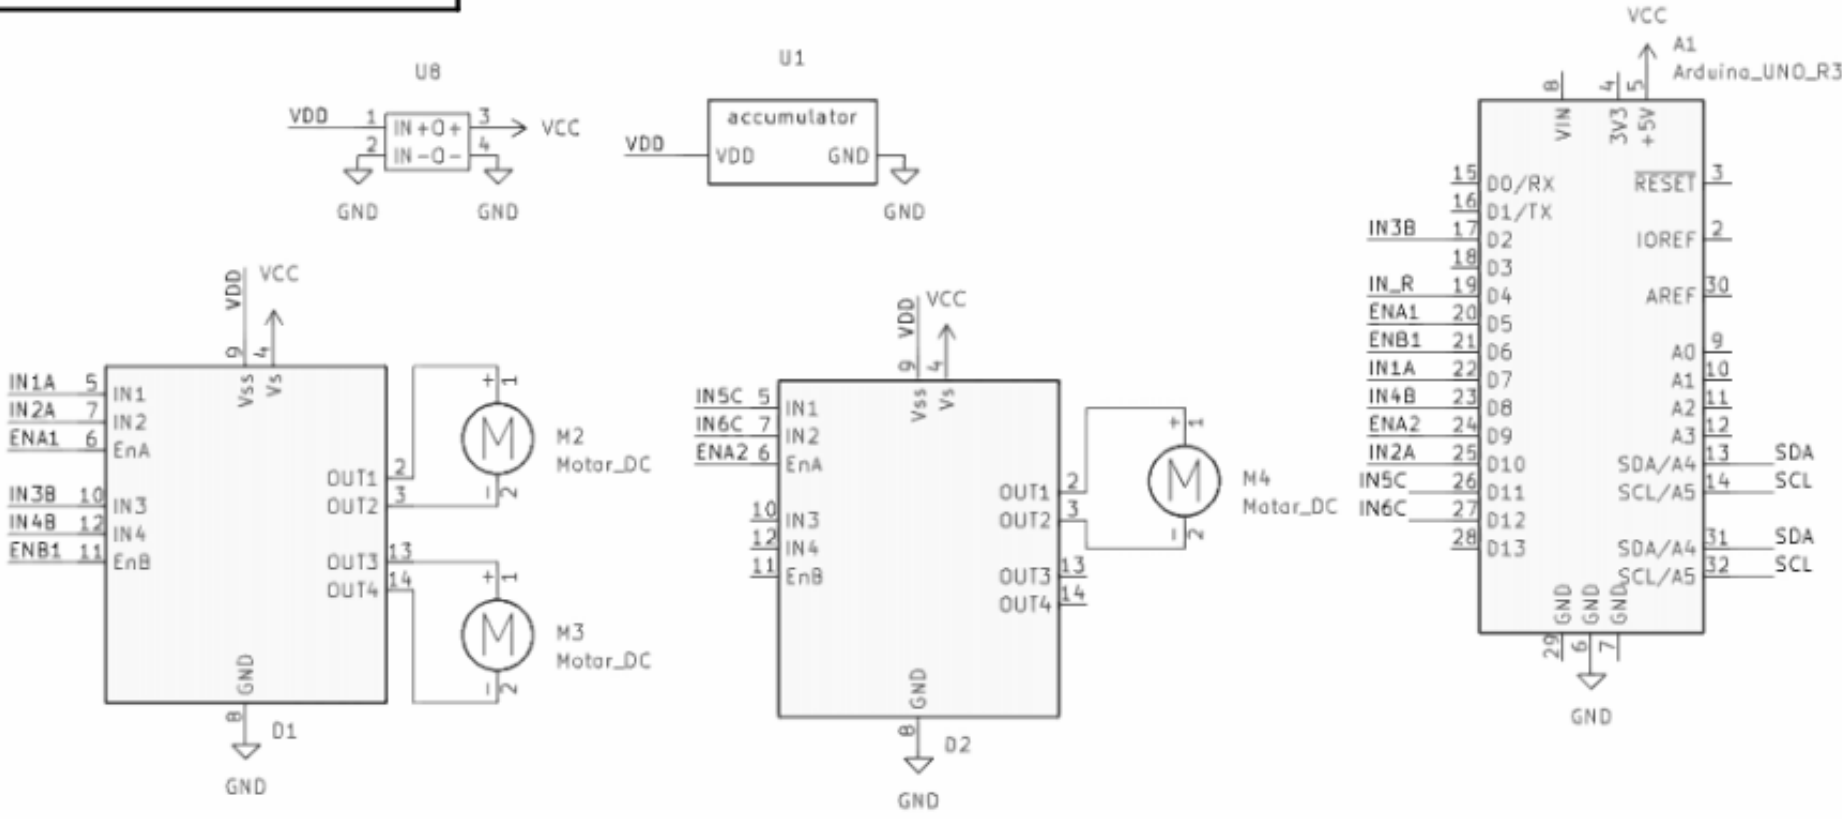 U8
VDD 1 IN+O+ 3 VCC
2 IN-O- 4
GND GND
U1
accumulator
VDD VDD GND
GND
VCC
A1
Arduino_UNO_R3
8 4 5
VIN 3V3 +5V
15 D0/RX RESET 3
16 D1/TX
IN3B 17 D2 IOREF 2
18 D3
IN_R 19 D4 AREF 30
ENA1 20 D5
ENB1 21 D6 A0 9
IN1A 22 D7 A1 10
IN4B 23 D8 A2 11
ENA2 24 D9 A3 12
IN2A 25 D10 SDA/A4 13 SDA
IN5C 26 D11 SCL/A5 14 SCL
IN6C 27 D12
28 D13 SDA/A4 31 SDA
SCL/A5 32 SCL
GND GND GND
29 6 7
GND
VDD VCC
9 4
Vss Vs
IN1A 5 IN1
IN2A 7 IN2
ENA1 6 EnA
IN3B 10 IN3
IN4B 12 IN4
ENB1 11 EnB
OUT1 2
OUT2 3
OUT3 13
OUT4 14
GND
8
D1
GND
+ 1
M M2
Motor_DC
- 2
+ 1
M M3
Motor_DC
- 2
VDD VCC
9 4
Vss Vs
IN5C 5 IN1
IN6C 7 IN2
ENA2 6 EnA
10 IN3
12 IN4
11 EnB
OUT1 2
OUT2 3
OUT3 13
OUT4 14
GND
8
D2
GND
+ 1
M M4
Motor_DC
- 2